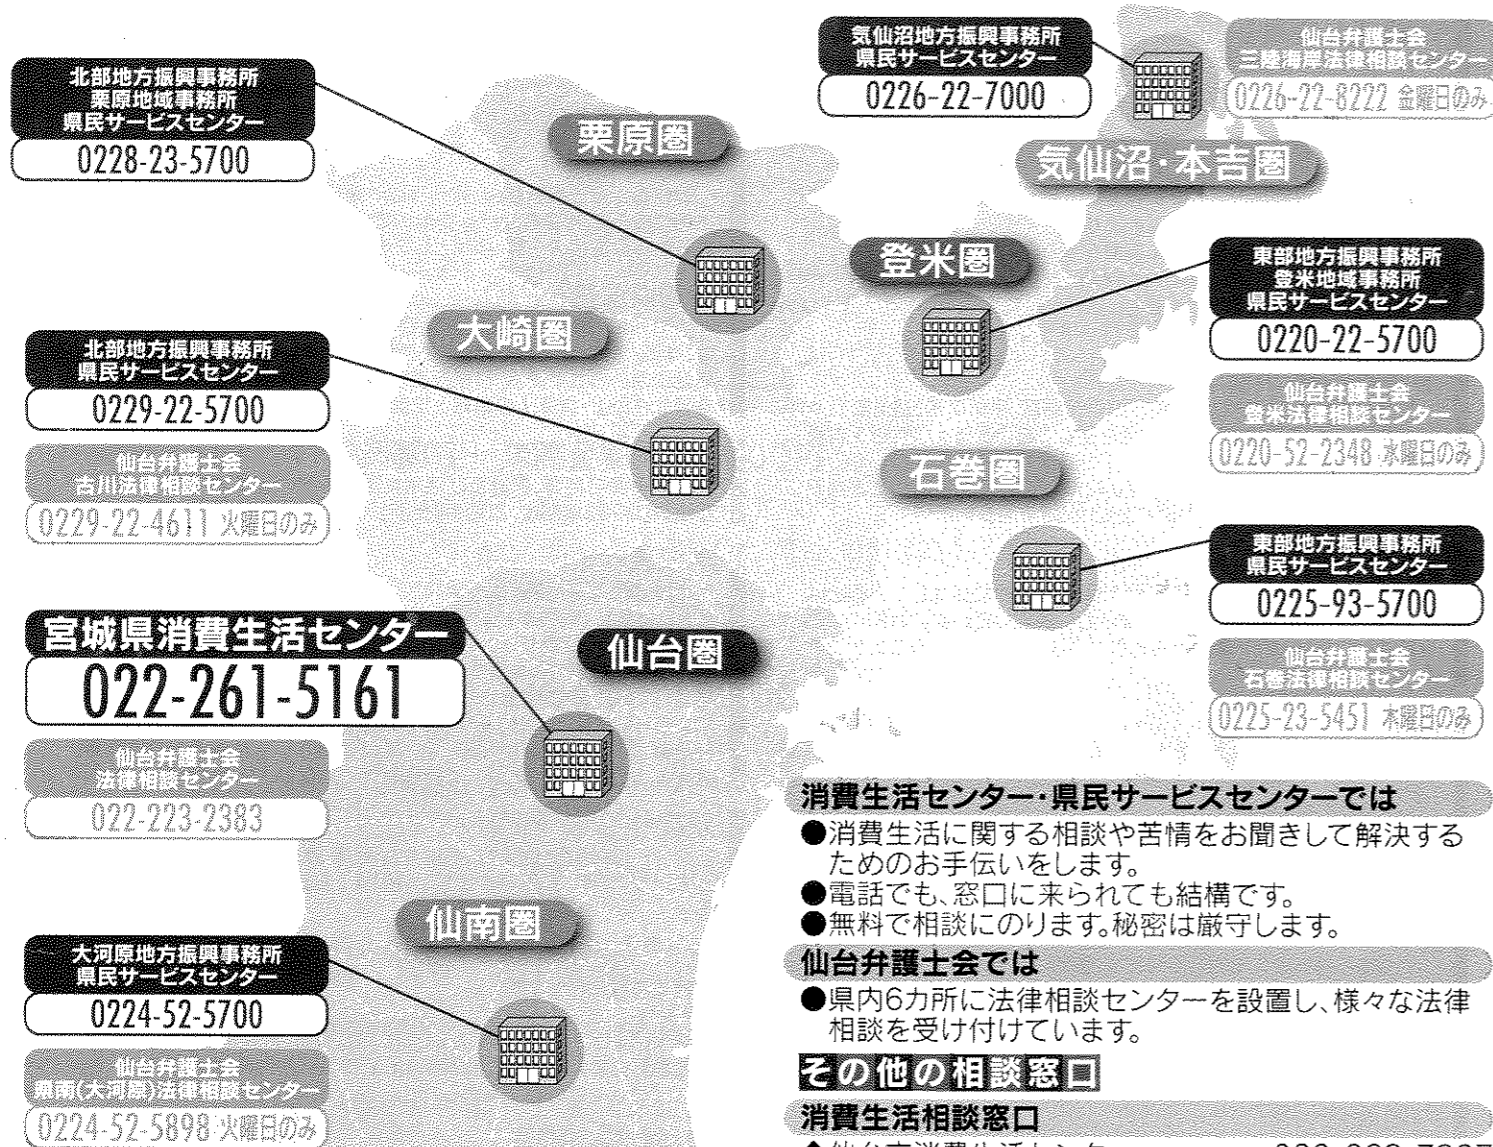 気仙沼地方振興事務所
県民サービスセンター
0226-22-7000
仙台弁護士会
三陸海岸法律相談センター
0226-22-8222 金曜日のみ
北部地方振興事務所
栗原地域事務所
県民サービスセンター
0228-23-5700
栗原圏
気仙沼・本吉圏
登米圏
東部地方振興事務所
登米地域事務所
県民サービスセンター
0220-22-5700
仙台弁護士会
登米法律相談センター
0220-52-2348 水曜日のみ
大崎圏
北部地方振興事務所
県民サービスセンター
0229-22-5700
仙台弁護士会
古川法律相談センター
0229-22-4611 火曜日のみ
石巻圏
東部地方振興事務所
県民サービスセンター
0225-93-5700
仙台弁護士会
石巻法律相談センター
0225-23-5451 木曜日のみ
宮城県消費生活センター
022-261-5161
仙台圏
仙台弁護士会
法律相談センター
022-223-2383
仙南圏
大河原地方振興事務所
県民サービスセンター
0224-52-5700
仙台弁護士会
県南(大河原)法律相談センター
0224-52-5898 火曜日のみ
消費生活センター・県民サービスセンターでは
●消費生活に関する相談や苦情をお聞きして解決する
ためのお手伝いをします。
●電話でも、窓口に来られても結構です。
●無料で相談にのります。秘密は厳守します。
仙台弁護士会では
●県内6カ所に法律相談センターを設置し、様々な法律
相談を受け付けています。
その他の相談窓口
消費生活相談窓口